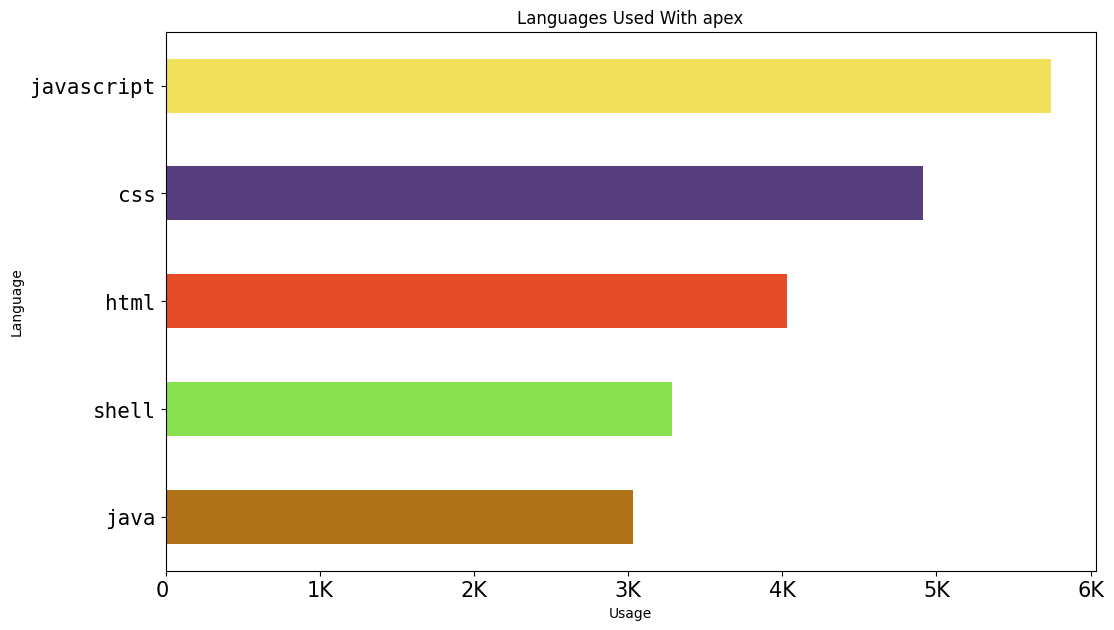 Languages Used With apex
javascript
css
html
shell
java
Language
0 1K 2K 3K 4K 5K 6K
Usage